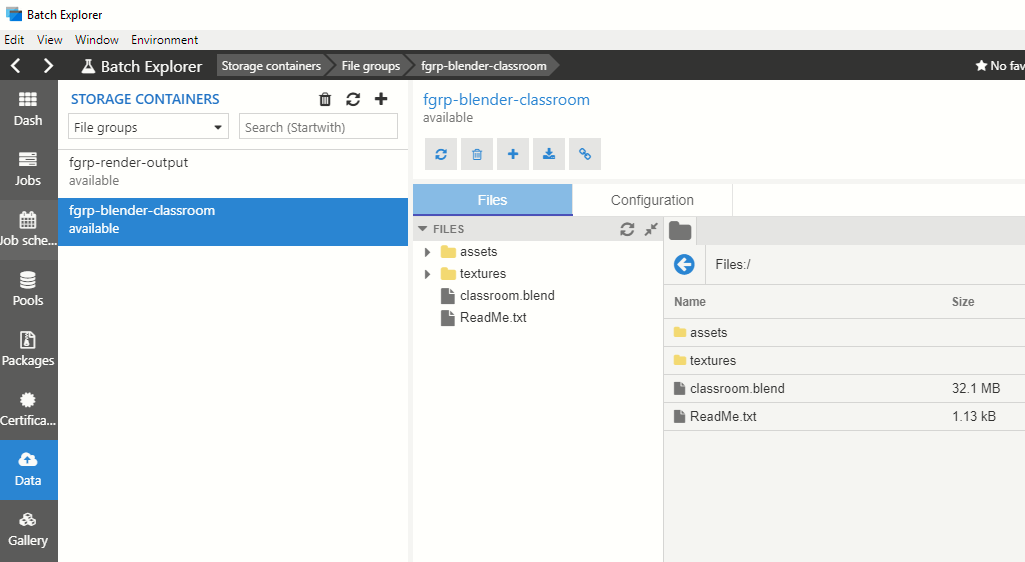 Batch Explorer
Edit View Window Environment
Batch Explorer Storage containers File groups fgrp-blender-classroom No fav
Dash
Jobs
Job sche...
Pools
Packages
Certifica...
Data
Gallery
STORAGE CONTAINERS
File groups Search (Startwith)
fgrp-render-output
available
fgrp-blender-classroom
available
fgrp-blender-classroom
available
Files Configuration
FILES
assets
textures
classroom.blend
ReadMe.txt
Files:/
Name Size
assets
textures
classroom.blend 32.1 MB
ReadMe.txt 1.13 kB